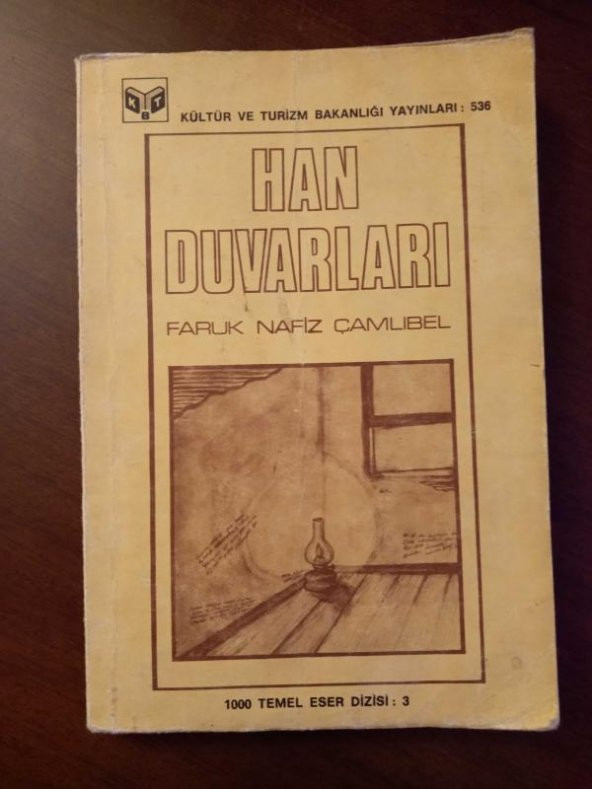 K B T
KÜLTÜR VE TURİZM BAKANLIĞI YAYINLARI : 536
HAN
DUVARLARI
FARUK NAFİZ ÇAMLIBEL
1000 TEMEL ESER DİZİSİ : 3